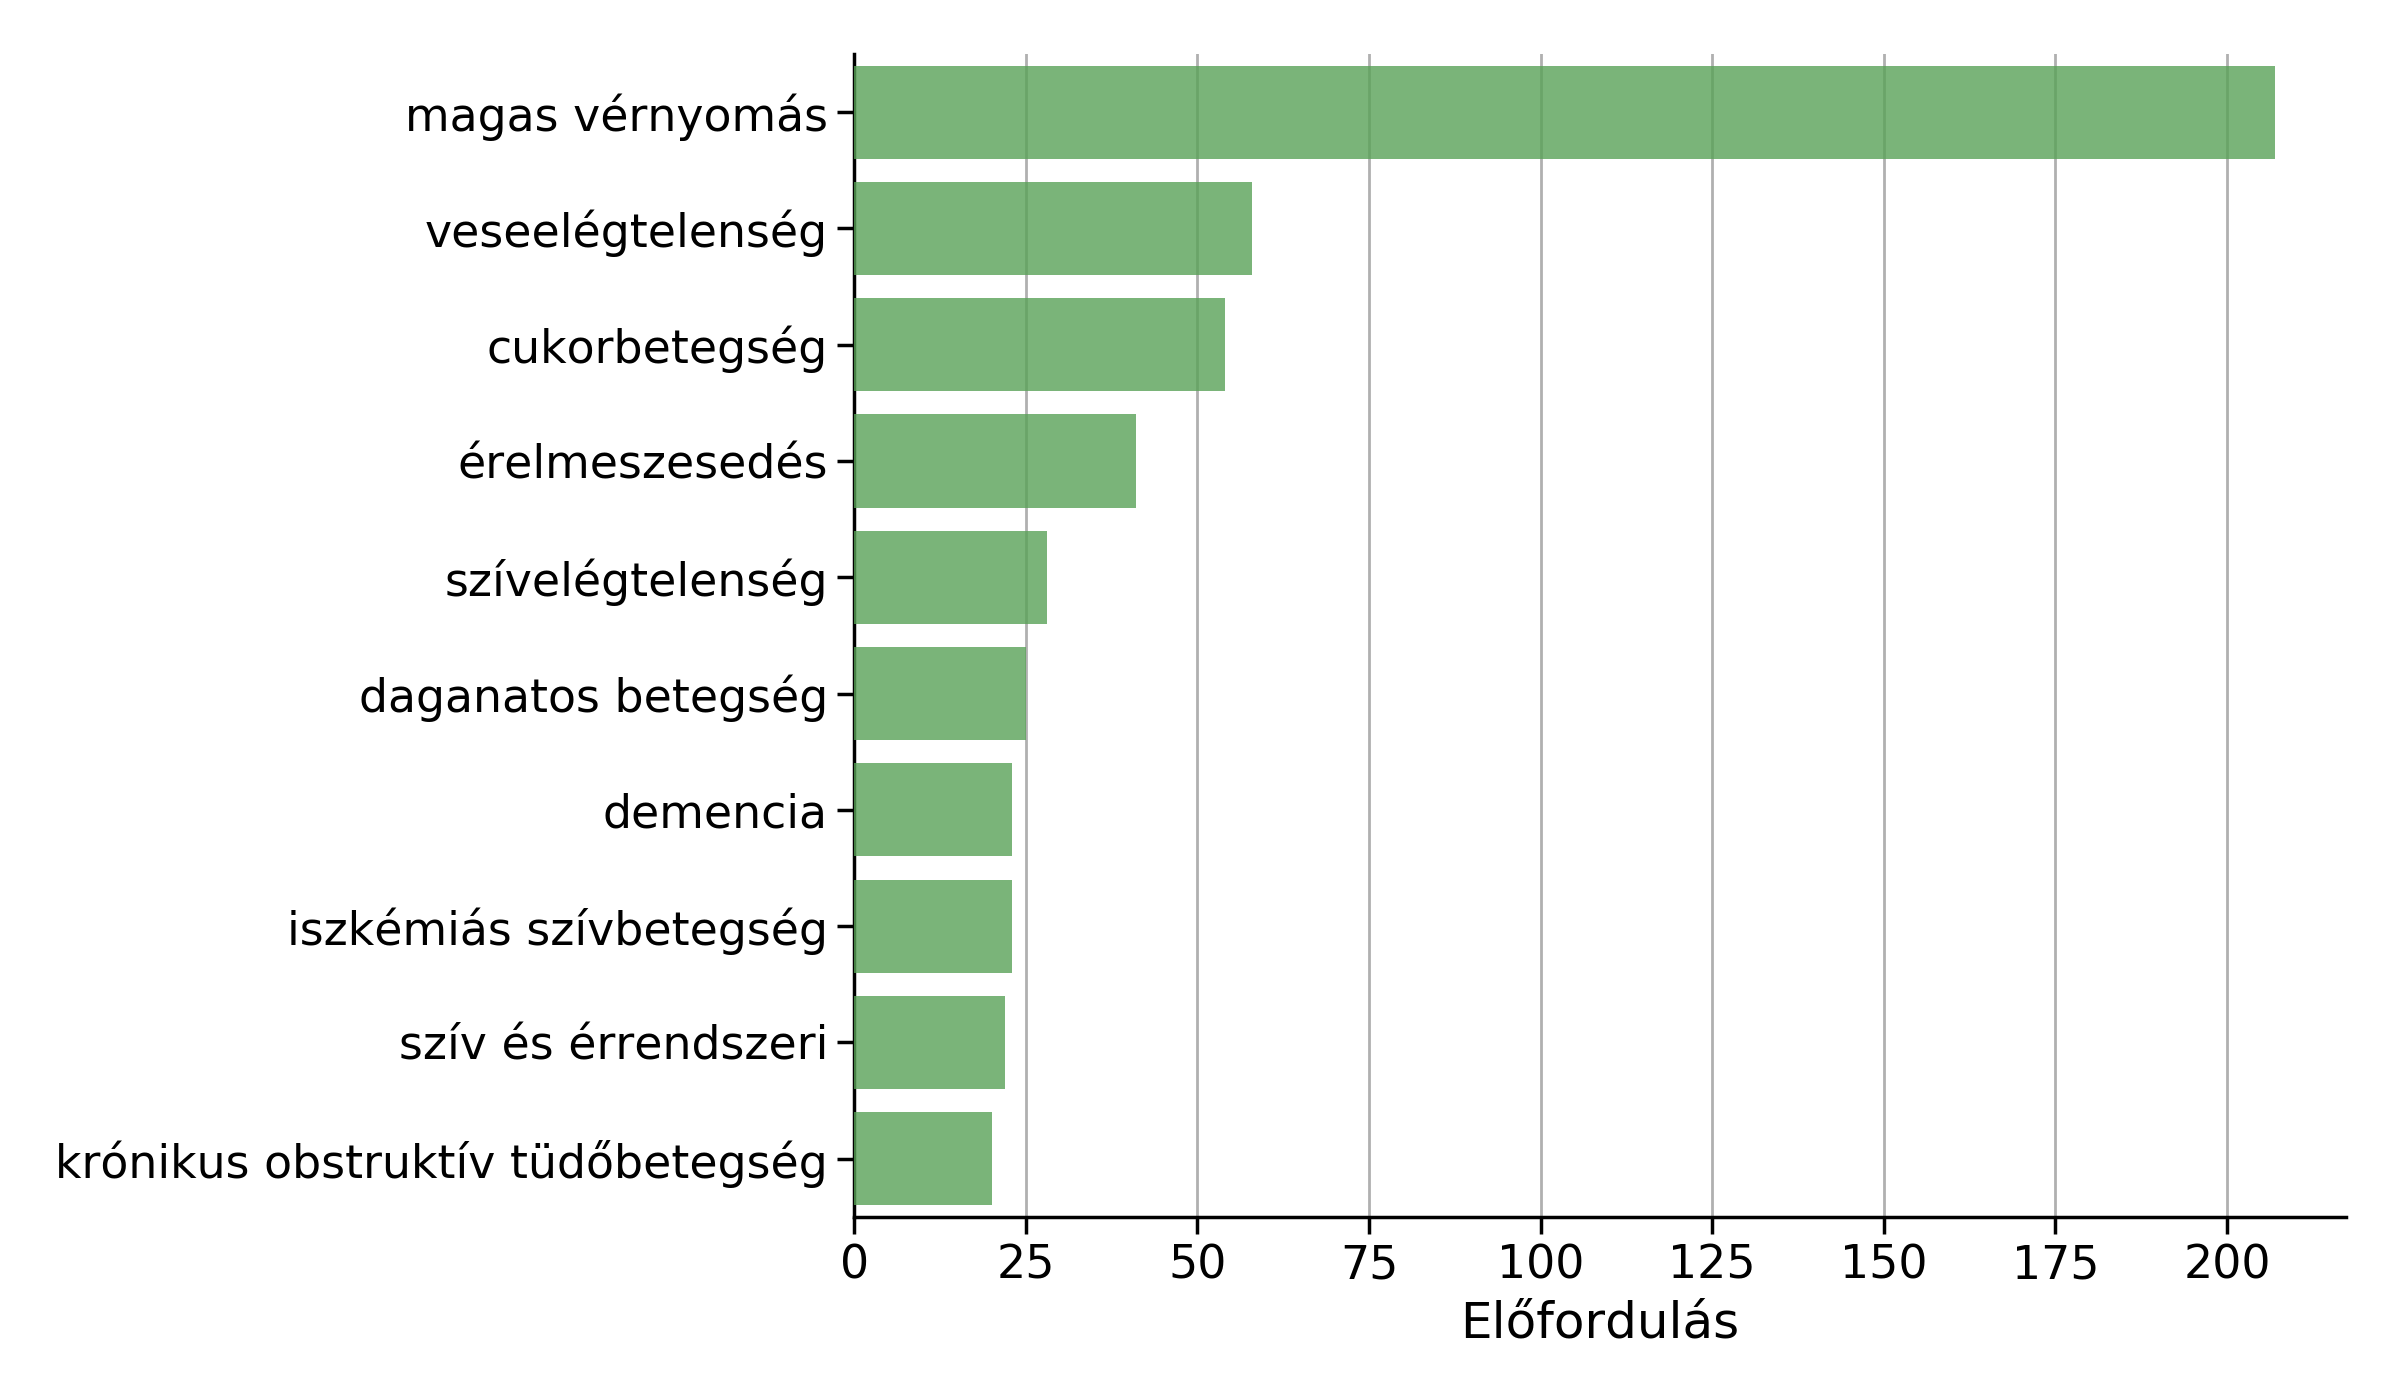 magas vérnyomás
veseelégtelenség
cukorbetegség
érelmeszesedés
szívelégtelenség
daganatos betegség
demencia
iszkémiás szívbetegség
szív és érrendszeri
krónikus obstruktív tüdőbetegség
0 25 50 75 100 125 150 175 200
Előfordulás